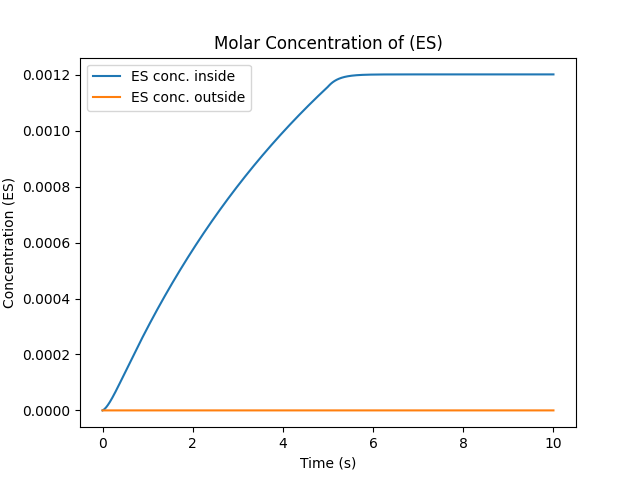 Molar Concentration of (ES)
ES conc. inside
ES conc. outside
Concentration (ES)
0.0012
0.0010
0.0008
0.0006
0.0004
0.0002
0.0000
0 2 4 6 8 10
Time (s)